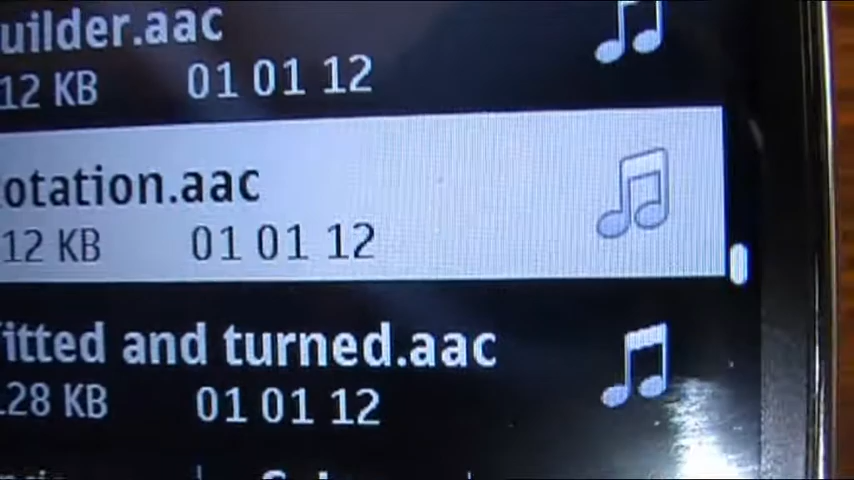 uilder.aac
12 KB 01 01 12
otation.aac
12 KB 01 01 12
itted and turned.aac
28 KB 01 01 12